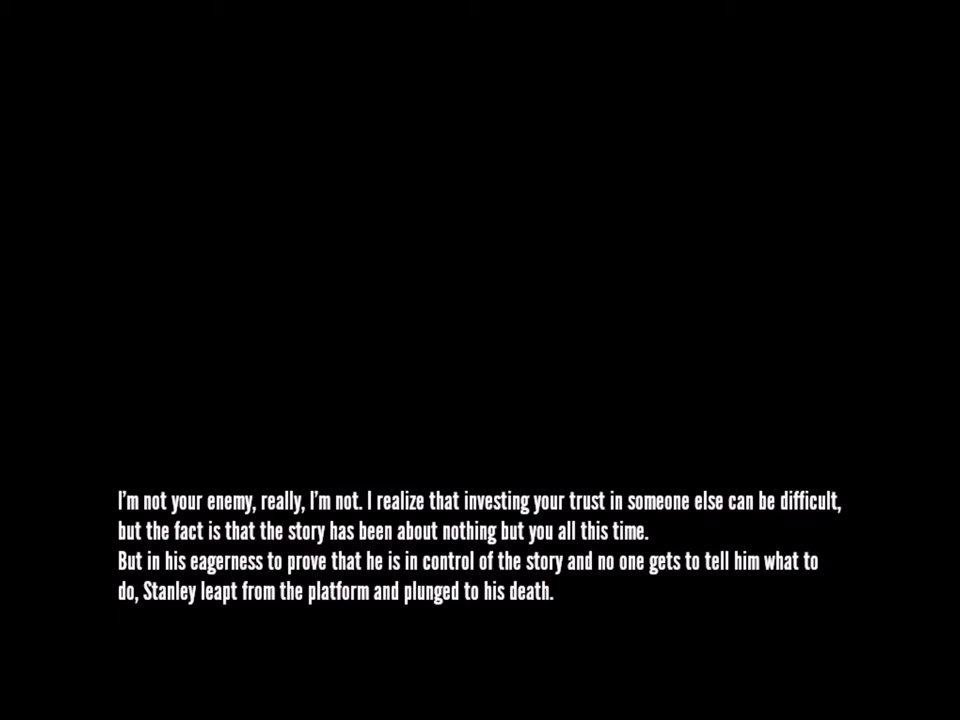 I'm not your enemy, really, I'm not. I realize that investing your trust in someone else can be difficult,
but the fact is that the story has been about nothing but you all this time.
But in his eagerness to prove that he is in control of the story and no one gets to tell him what to
do, Stanley leapt from the platform and plunged to his death.